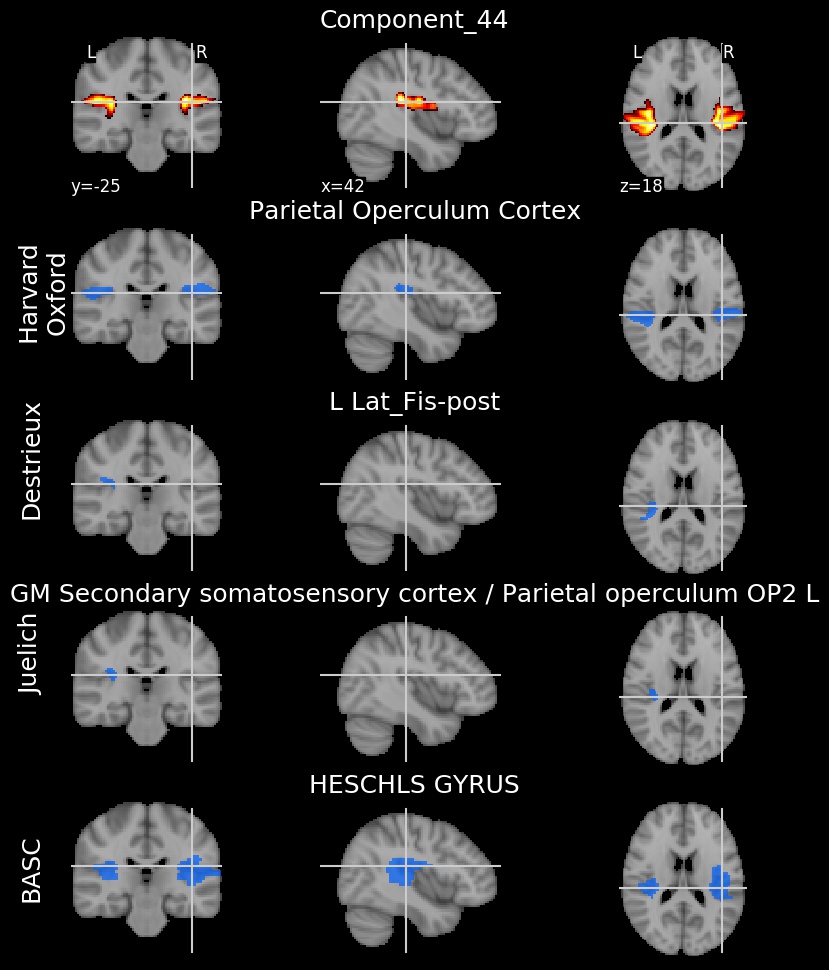 Component_44
L R
L R
y=-25
x=42
z=18
Parietal Operculum Cortex
Harvard
Oxford
L Lat_Fis-post
Destrieux
GM Secondary somatosensory cortex / Parietal operculum OP2 L
Juelich
HESCHLS GYRUS
BASC